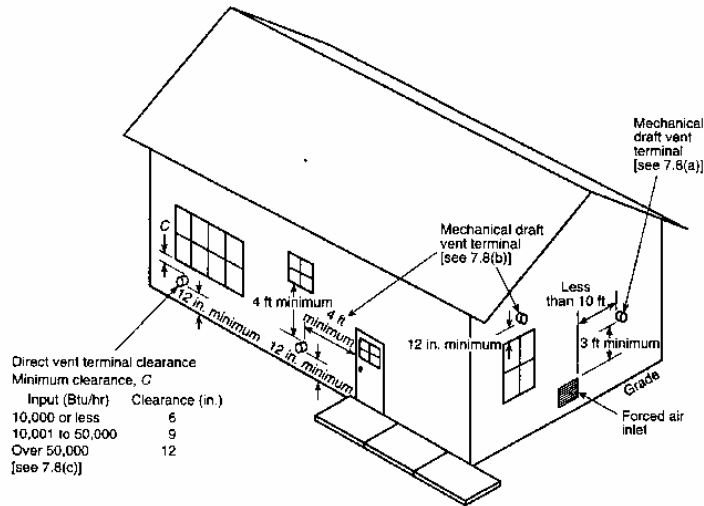 Mechanical
draft vent
terminal
[see 7.8(a)]
Mechanical draft
vent terminal
[see 7.8(b)]
C
Less
than 10 ft
4 ft minimum
4 ft
minimum
12 in. minimum
12 in. minimum
12 in. minimum
3 ft minimum
Grade
Forced air
inlet
Direct vent terminal clearance
Minimum clearance, C
Input (Btu/hr) Clearance (in.)
10,000 or less 6
10,001 to 50,000 9
Over 50,000 12
[see 7.8(c)]